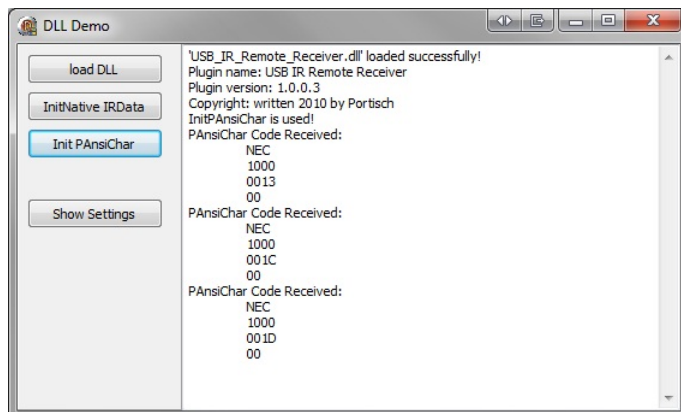 DLL Demo
load DLL
InitNative IRData
Init PAnsiChar
Show Settings
'USB_IR_Remote_Receiver.dll' loaded successfully!
Plugin name: USB IR Remote Receiver
Plugin version: 1.0.0.3
Copyright: written 2010 by Portisch
InitPAnsiChar is used!
PAnsiChar Code Received:
NEC
1000
0013
00
PAnsiChar Code Received:
NEC
1000
001C
00
PAnsiChar Code Received:
NEC
1000
001D
00